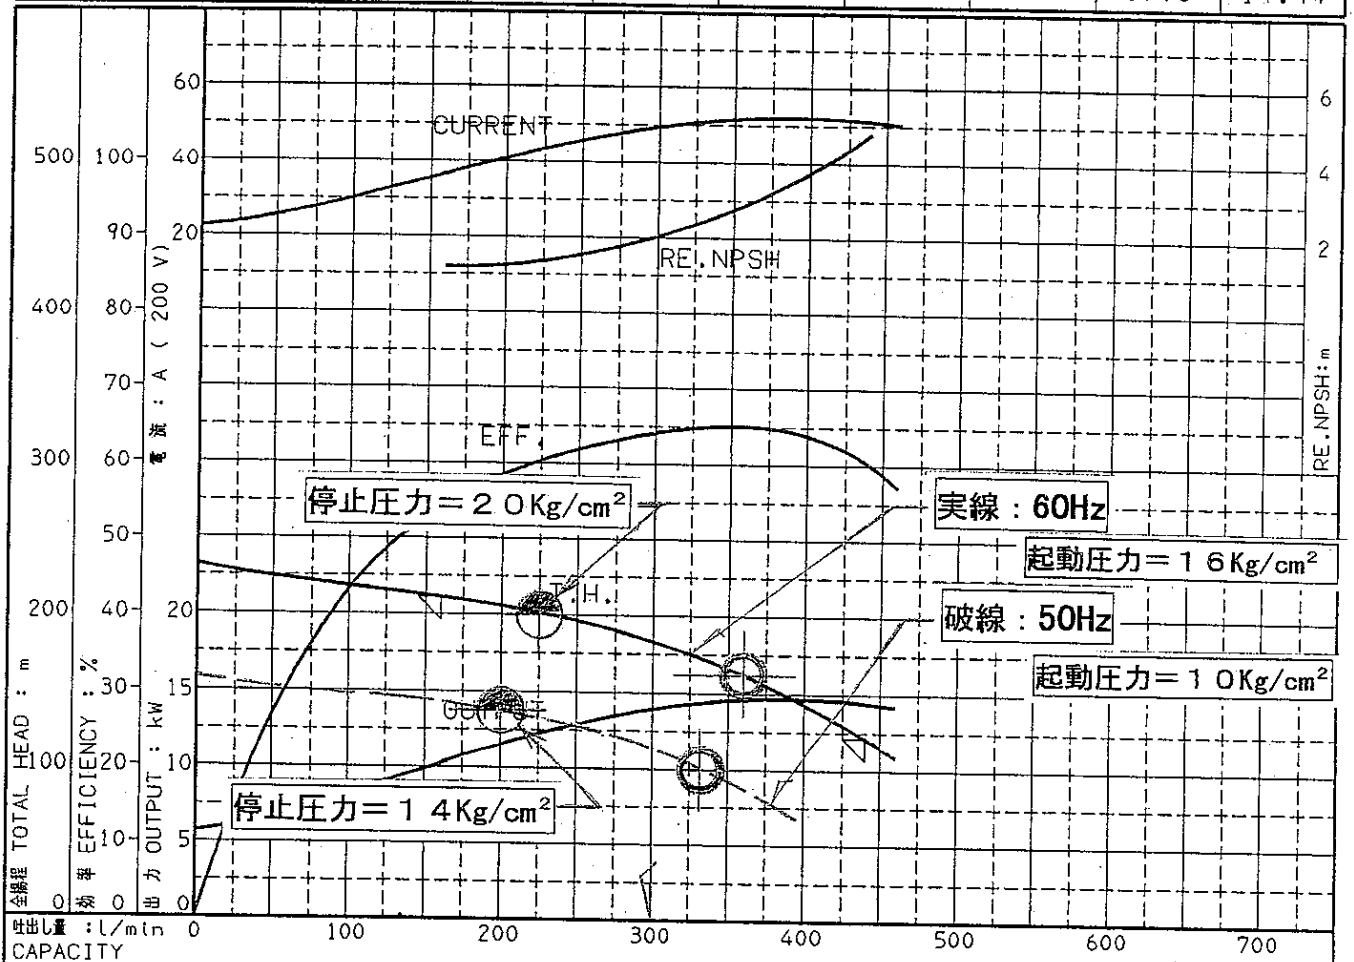 60
6
CURRENT
500 100 40
4
90 20
RE.NPSH
2
400 80
電流 : A ( 200 V)
70
RE.NPSH:m
EFF.
300 60
停止圧力=20Kg/cm²
実線:60Hz
50
起動圧力=16Kg/cm²
T.H.
200 40 20
破線:50Hz
30 15
起動圧力=10Kg/cm²
100 20 10
停止圧力=14Kg/cm²
10 5
全揚程 TOTAL HEAD : m
効率 EFFICIENCY : %
出力 OUTPUT : kW
0 0 0
吐出し量 :l/min 0 100 200 300 400 500 600 700
CAPACITY